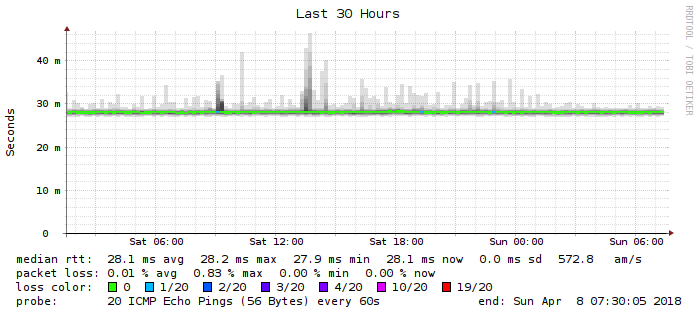 Last 30 Hours
RRDTOOL / TOBI OETIKER
Seconds
40 m
30 m
20 m
10 m
0
Sat 06:00 Sat 12:00 Sat 18:00 Sun 00:00 Sun 06:00
median rtt: 28.1 ms avg 28.2 ms max 27.9 ms min 28.1 ms now 0.0 ms sd 572.8 am/s
packet loss: 0.01 % avg 0.83 % max 0.00 % min 0.00 % now
loss color: 0 1/20 2/20 3/20 4/20 10/20 19/20
probe: 20 ICMP Echo Pings (56 Bytes) every 60s end: Sun Apr 8 07:30:05 2018